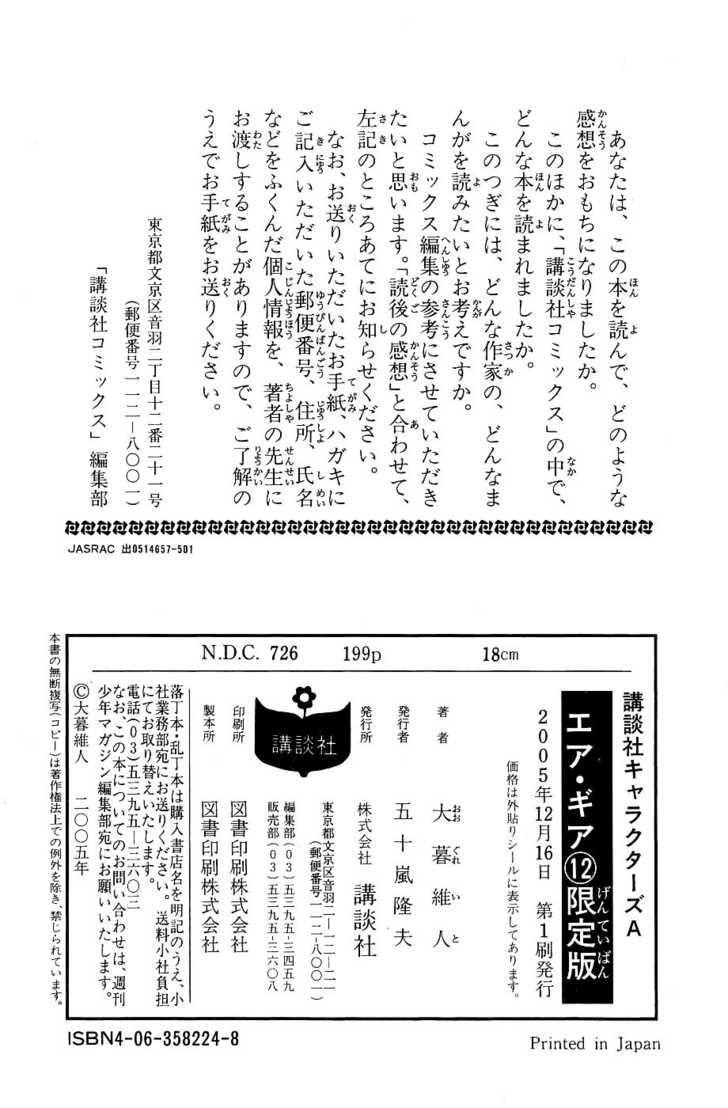 あなたは、この本を読んで、どのような
感想をおもちになりましたか。
このほかに、「講談社コミックス」の中で、
どんな本を読まれましたか。
このつぎには、どんな作家の、どんなま
んがを読みたいとお考えですか。
コミックス編集の参考にさせていただき
たいと思います。「読後の感想」と合わせて、
左記のところあてにお知らせください。
なお、お送りいただいたお手紙、ハガキに
ご記入いただいた郵便番号、住所、氏名
などをふくんだ個人情報を、著者の先生に
お渡しすることがありますので、ご了解の
うえでお手紙をお送りください。
東京都文京区音羽二丁目十二番二十一号
(郵便番号一一二―八〇〇一)
「講談社コミックス」編集部
JASRAC 出0514657-501
講談社キャラクターズA
エア・ギア⑫限定版
2005年12月16日 第1刷発行
価格は外貼りシールに表示してあります。
N.D.C. 726 199p 18cm
著者 大暮維人
発行者 五十嵐隆夫
発行所 株式会社 講談社
東京都文京区音羽二―一二―二一
(郵便番号一一二―八〇〇一)
編集部(03)五三九五―三四五九
販売部(03)五三九五―三六〇八
講談社
印刷所 図書印刷株式会社
製本所 図書印刷株式会社
落丁本・乱丁本は購入書店名を明記のうえ、小
社業務部宛にお送りください。送料小社負担
にてお取り替えいたします。
電話(03)五三九五―三六〇三
なお、この本についてのお問い合わせは、週刊
少年マガジン編集部宛にお願いいたします。
©大暮維人 二〇〇五年
本書の無断複写(コピー)は著作権法上での例外を除き、禁じられています。
ISBN4-06-358224-8
Printed in Japan